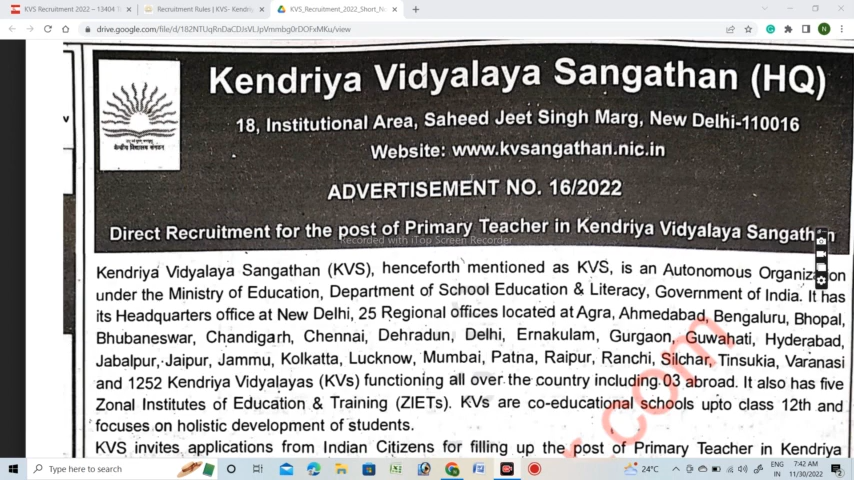 KVS Recruitment 2022 – 13404 T
Recruitment Rules | KVS- Kendri
KVS_Recruitment_2022_Short_N
drive.google.com/file/d/182NTUqRnDaCDJsVLJpVmmbg0rDOFxMKu/view
N
केन्द्रीय विद्यालय संगठन
Kendriya Vidyalaya Sangathan (HQ)
18, Institutional Area, Saheed Jeet Singh Marg, New Delhi-110016
Website: www.kvsangathan.nic.in
ADVERTISEMENT NO. 16/2022
Direct Recruitment for the post of Primary Teacher in Kendriya Vidyalaya Sangathan
Recorded with iTop Screen Recorder
Kendriya Vidyalaya Sangathan (KVS), henceforth mentioned as KVS, is an Autonomous Organization
under the Ministry of Education, Department of School Education & Literacy, Government of India. It has
its Headquarters office at New Delhi, 25 Regional offices located at Agra, Ahmedabad, Bengaluru, Bhopal,
Bhubaneswar, Chandigarh, Chennai, Dehradun, Delhi, Ernakulam, Gurgaon, Guwahati, Hyderabad,
Jabalpur, Jaipur, Jammu, Kolkatta, Lucknow, Mumbai, Patna, Raipur, Ranchi, Silchar, Tinsukia, Varanasi
and 1252 Kendriya Vidyalayas (KVs) functioning all over the country including 03 abroad. It also has five
Zonal Institutes of Education & Training (ZIETs). KVs are co-educational schools upto class 12th and
focuses on holistic development of students.
KVS invites applications from Indian Citizens for filling up the post of Primary Teacher in Kendriya
r.com
Type here to search
24°C
ENG
IN
7:42 AM
11/30/2022